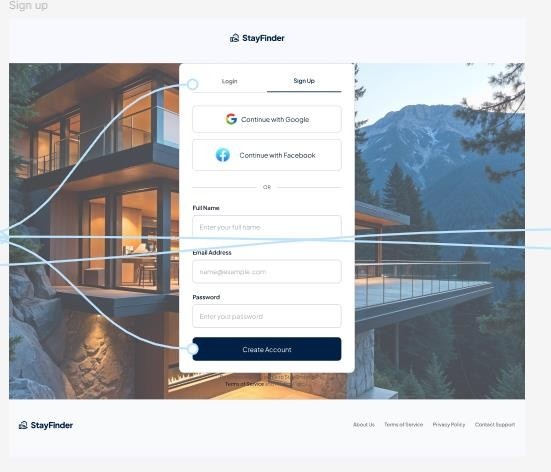 Sign up
StayFinder
Login
Sign Up
Continue with Google
Continue with Facebook
OR
Full Name
Enter your full name
Email Address
name@example.com
Password
Enter your password
Create Account
Terms of Service
StayFinder
About Us Terms of Service Privacy Policy Contact Support